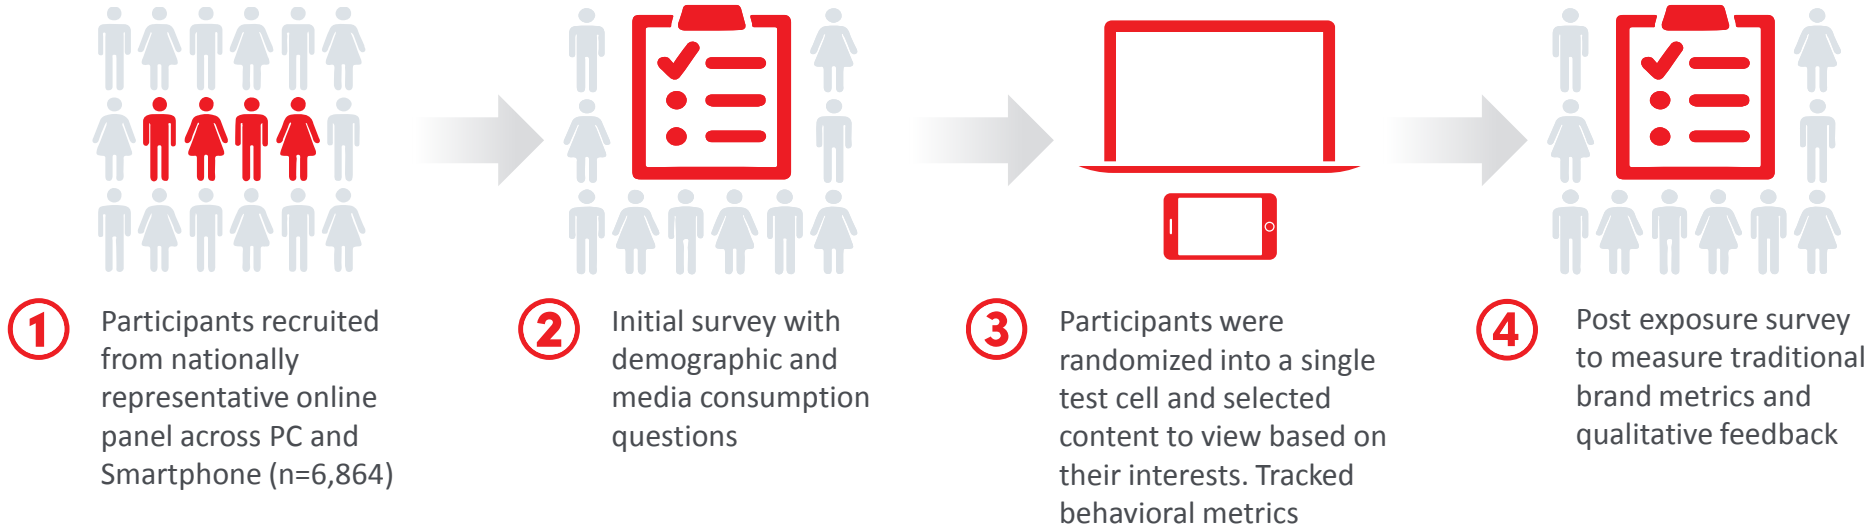 1
Participants recruited
from nationally
representative online
panel across PC and
Smartphone (n=6,864)
2
Initial survey with
demographic and
media consumption
questions
3
Participants were
randomized into a single
test cell and selected
content to view based on
their interests. Tracked
behavioral metrics
4
Post exposure survey
to measure traditional
brand metrics and
qualitative feedback